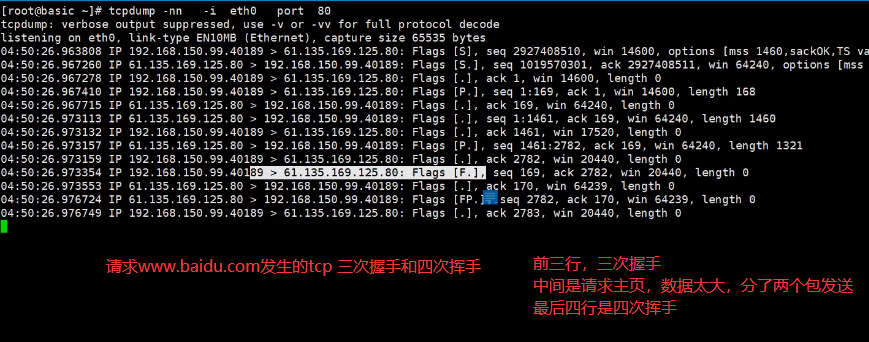 [root@basic ~]# tcpdump -nn   -i  eth0   port  80
tcpdump: verbose output suppressed, use -v or -vv for full protocol decode
listening on eth0, link-type EN10MB (Ethernet), capture size 65535 bytes
04:50:26.963808 IP 192.168.150.99.40189 > 61.135.169.125.80: Flags [S], seq 2927408510, win 14600, options [mss 1460,sackOK,TS va
04:50:26.967260 IP 61.135.169.125.80 > 192.168.150.99.40189: Flags [S.], seq 1019570301, ack 2927408511, win 64240, options [mss
04:50:26.967278 IP 192.168.150.99.40189 > 61.135.169.125.80: Flags [.], ack 1, win 14600, length 0
04:50:26.967410 IP 192.168.150.99.40189 > 61.135.169.125.80: Flags [P.], seq 1:169, ack 1, win 14600, length 168
04:50:26.967715 IP 61.135.169.125.80 > 192.168.150.99.40189: Flags [.], ack 169, win 64240, length 0
04:50:26.973113 IP 61.135.169.125.80 > 192.168.150.99.40189: Flags [.], seq 1:1461, ack 169, win 64240, length 1460
04:50:26.973132 IP 192.168.150.99.40189 > 61.135.169.125.80: Flags [.], ack 1461, win 17520, length 0
04:50:26.973157 IP 61.135.169.125.80 > 192.168.150.99.40189: Flags [P.], seq 1461:2782, ack 169, win 64240, length 1321
04:50:26.973159 IP 192.168.150.99.40189 > 61.135.169.125.80: Flags [.], ack 2782, win 20440, length 0
04:50:26.973354 IP 192.168.150.99.40189 > 61.135.169.125.80: Flags [F.], seq 169, ack 2782, win 20440, length 0
04:50:26.973553 IP 61.135.169.125.80 > 192.168.150.99.40189: Flags [.], ack 170, win 64239, length 0
04:50:26.976724 IP 61.135.169.125.80 > 192.168.150.99.40189: Flags [FP.], seq 2782, ack 170, win 64239, length 0
04:50:26.976749 IP 192.168.150.99.40189 > 61.135.169.125.80: Flags [.], ack 2783, win 20440, length 0
请求www.baidu.com发生的tcp 三次握手和四次挥手
前三行，三次握手
中间是请求主页，数据太大，分了两个包发送
最后四行是四次挥手